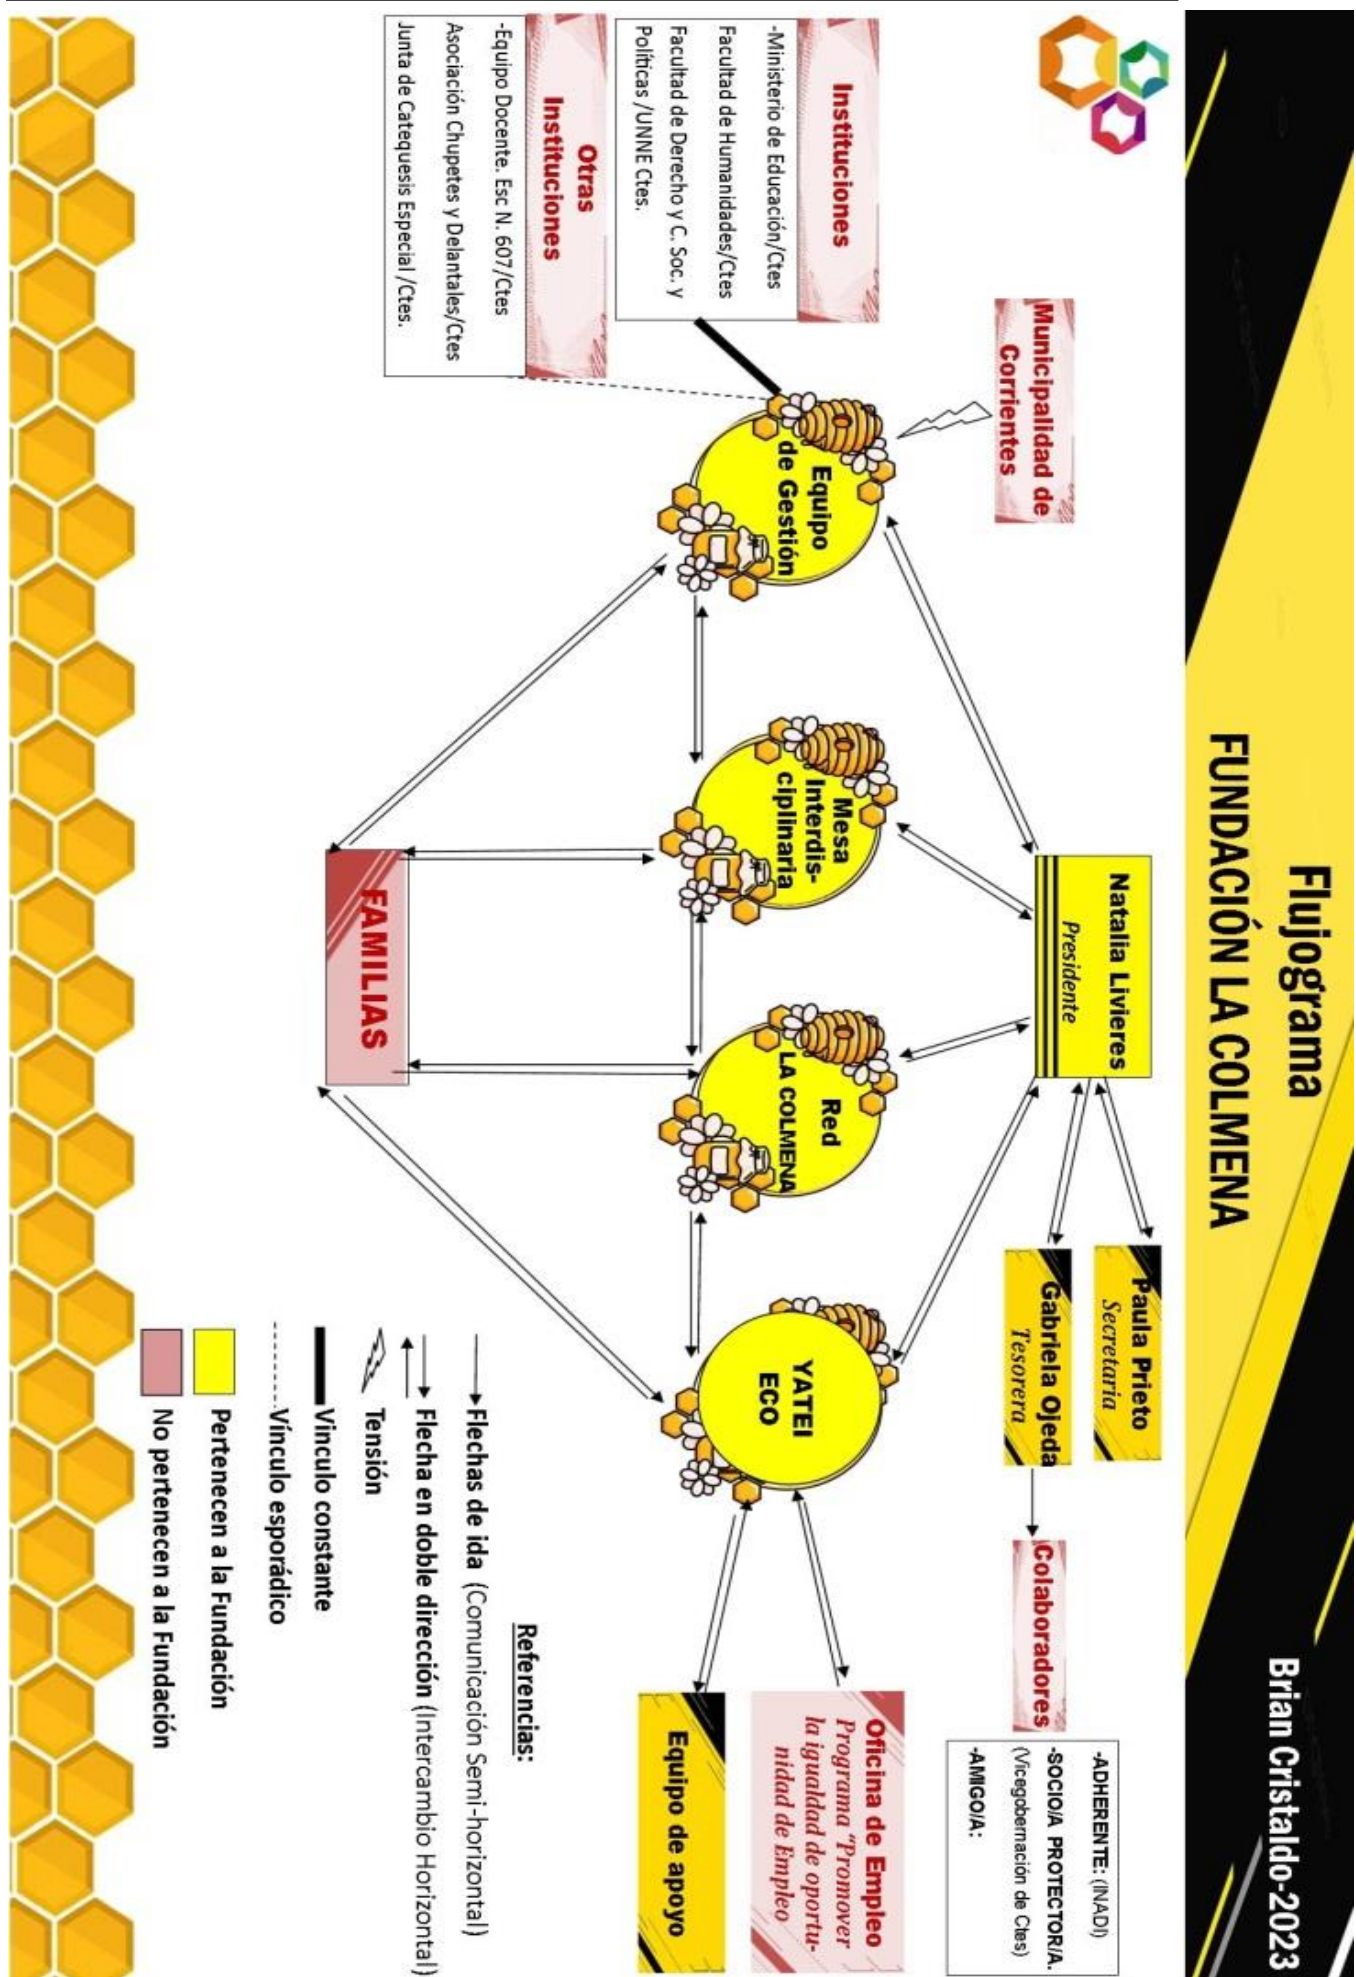 Flujograma
FUNDACIÓN LA COLMENA
Brian Cristaldo-2023
Instituciones
-Ministerio de Educación/Ctes
Facultad de Humanidades/Ctes
Facultad de Derecho y C. Soc. y
Políticas /UNNE Ctes.
Otras
Instituciones
-Equipo Docente. Esc N. 607/Ctes
Asociación Chupetes y Delantales/Ctes
Junta de Catequesis Especial /Ctes.
Municipalidad de
Corrientes
Natalia Livieres
Presidente
Paula Prieto
Secretaria
Gabriela Ojeda
Tesorera
Colaboradores
-ADHERENTE: (INADI)
-SOCIO/A PROTECTOR/A.
(Vicegobernación de Ctes)
-AMIGO/A:
Equipo
de Gestión
Mesa
Interdis-
ciplinaria
Red
LA COLMENA
YATEI
ECO
Oficina de Empleo
Programa “Promover
la igualdad de oportu-
nidad de Empleo
Equipo de apoyo
FAMILIAS
Referencias:
Flechas de ida (Comunicación Semi-horizontal)
Flecha en doble dirección (Intercambio Horizontal)
Tensión
Vinculo constante
Vínculo esporádico
Pertenecen a la Fundación
No pertenecen a la Fundación